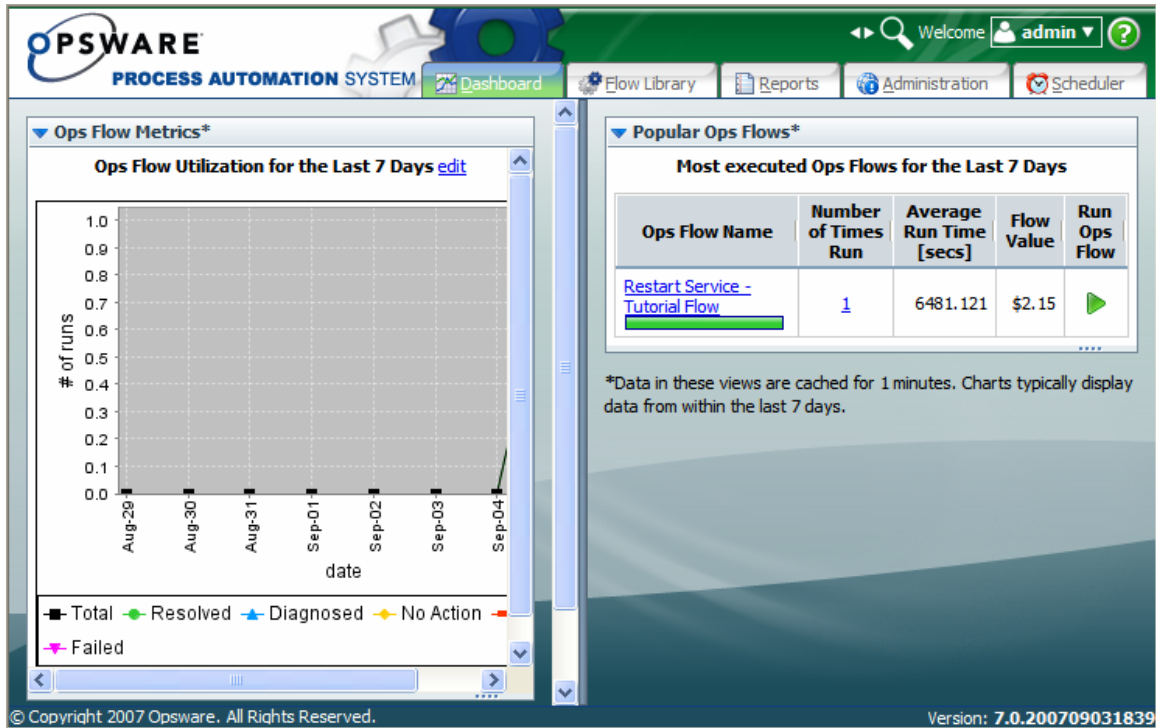 OPSWARE
PROCESS AUTOMATION SYSTEM
Welcome admin ?
Dashboard
Flow Library
Reports
Administration
Scheduler
Ops Flow Metrics*
Ops Flow Utilization for the Last 7 Days edit
1.0
0.9
0.8
0.7
0.6
0.5
0.4
0.3
0.2
0.1
0.0
# of runs
Aug-29
Aug-30
Aug-31
Sep-01
Sep-02
Sep-03
Sep-04
date
Total Resolved Diagnosed No Action
Failed
Popular Ops Flows*
Most executed Ops Flows for the Last 7 Days
Ops Flow Name
Number
of Times
Run
Average
Run Time
[secs]
Flow
Value
Run
Ops
Flow
Restart Service -
Tutorial Flow
1
6481.121
$2.15
*Data in these views are cached for 1 minutes. Charts typically display
data from within the last 7 days.
© Copyright 2007 Opsware. All Rights Reserved.
Version: 7.0.200709031839